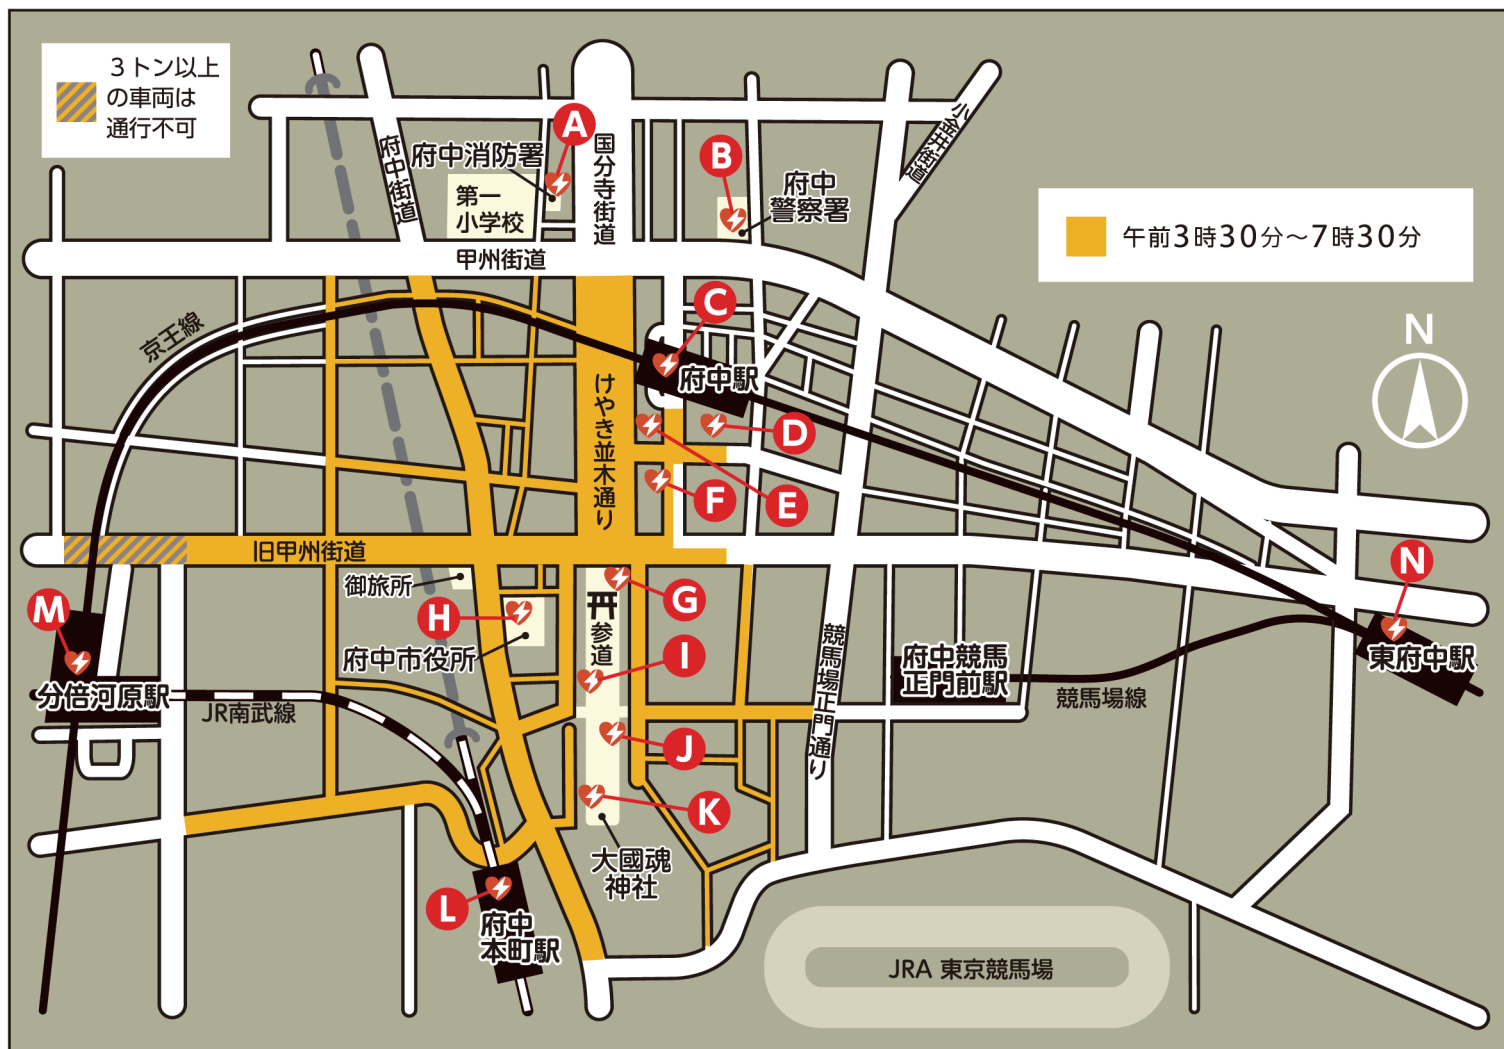 ３トン以上
の車両は
通行不可
A
府中消防署
第一
小学校
府中街道
国分寺街道
B
府中
警察署
小金井街道
午前3時30分～7時30分
甲州街道
N
京王線
C
府中駅
けやき並木通り
D
E
F
旧甲州街道
御旅所
G
H
参道
府中市役所
I
競馬場正門通り
府中競馬
正門前駅
競馬場線
N
東府中駅
M
分倍河原駅
JR南武線
J
K
大國魂
神社
L
府中
本町駅
JRA 東京競馬場